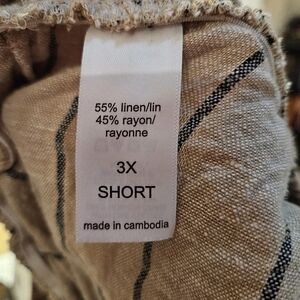 55% linen/lin
45% rayon/
rayonne
3X
SHORT
made in cambodia